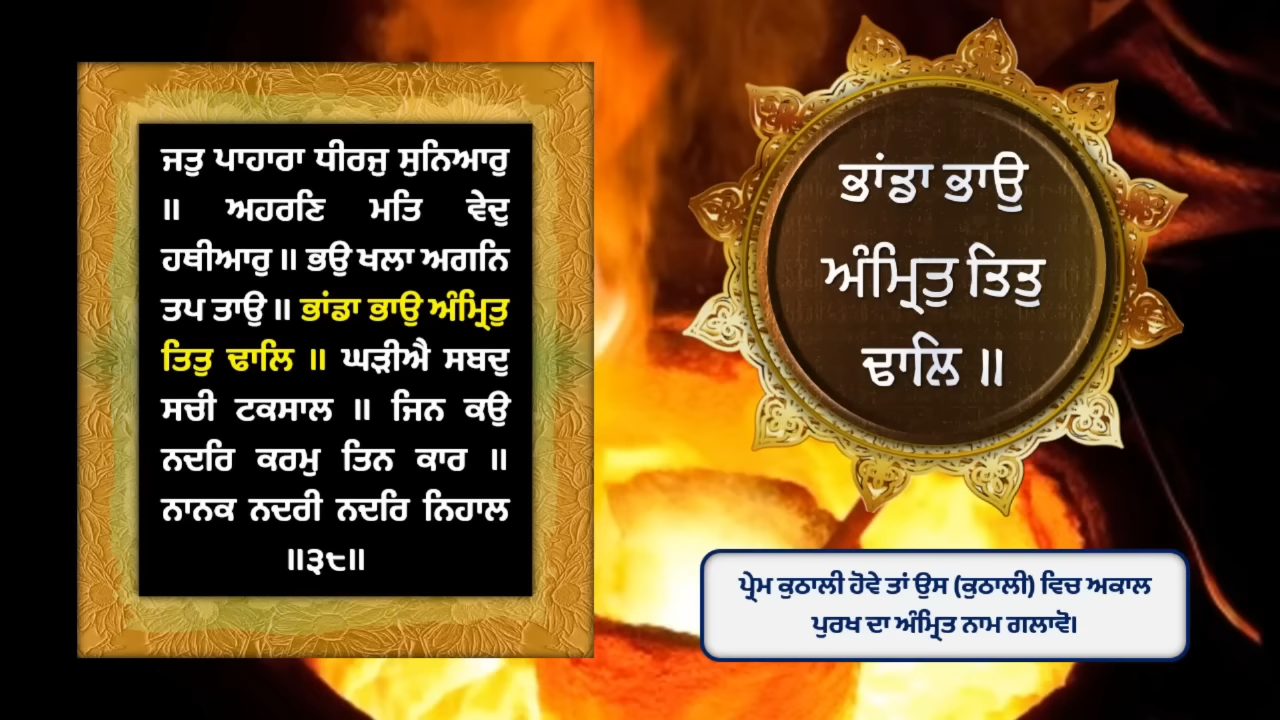 ਜਤੁ ਪਾਹਾਰਾ ਧੀਰਜੁ ਸੁਨਿਆਰੁ
॥ ਅਹਰਣਿ ਮਤਿ ਵੇਦੁ
ਹਥੀਆਰੁ ॥ ਭਉ ਖਲਾ ਅਗਨਿ
ਤਪ ਤਾਉ ॥ ਭਾਂਡਾ ਭਾਉ ਅੰਮ੍ਰਿਤੁ
ਤਿਤੁ ਢਾਲਿ ॥ ਘੜੀਐ ਸਬਦੁ
ਸਚੀ ਟਕਸਾਲ ॥ ਜਿਨ ਕਉ
ਨਦਰਿ ਕਰਮੁ ਤਿਨ ਕਾਰ ॥
ਨਾਨਕ ਨਦਰੀ ਨਦਰਿ ਨਿਹਾਲ
॥੩੮॥
ਭਾਂਡਾ ਭਾਉ
ਅੰਮ੍ਰਿਤੁ ਤਿਤੁ
ਢਾਲਿ ॥
ਪ੍ਰੇਮ ਕੁਠਾਲੀ ਹੋਵੇ ਤਾਂ ਉਸ (ਕੁਠਾਲੀ) ਵਿਚ ਅਕਾਲ
ਪੁਰਖ ਦਾ ਅੰਮ੍ਰਿਤ ਨਾਮ ਗਲਾਵੋ।